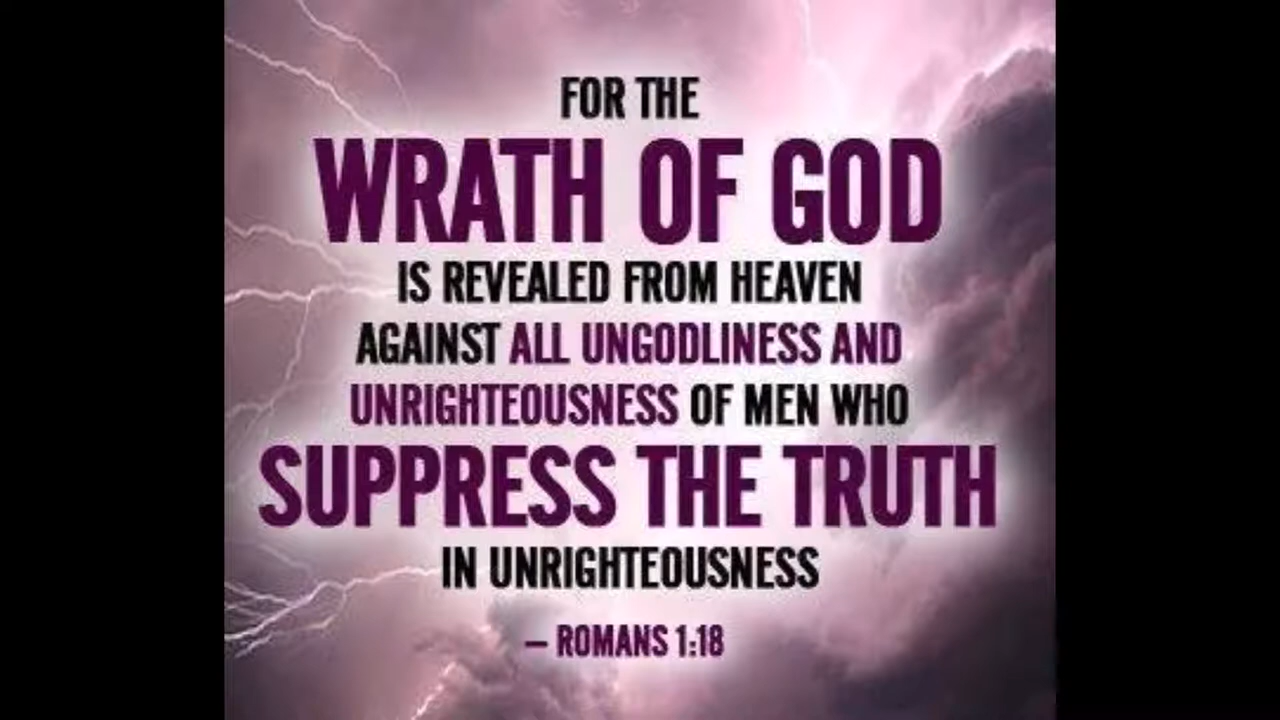 FOR THE
WRATH OF GOD
IS REVEALED FROM HEAVEN
AGAINST ALL UNGODLINESS AND
UNRIGHTEOUSNESS OF MEN WHO
SUPPRESS THE TRUTH
IN UNRIGHTEOUSNESS
– ROMANS 1:18